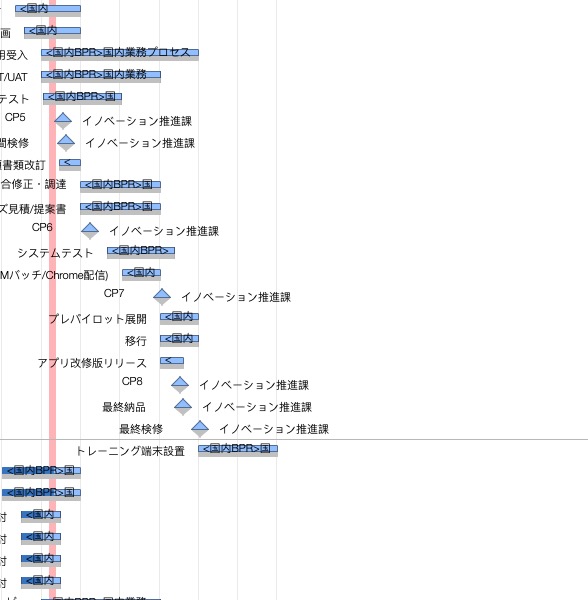 <国内
画 <国内
用受入 <国内BPR>国内業務プロセス
T/UAT <国内BPR>国内業務
テスト <国内BPR>国
CP5 イノベーション推進課
間検修 イノベーション推進課
書類改訂 <
合修正・調達 <国内BPR>国
ズ見積/提案書 <国内BPR>国
CP6 イノベーション推進課
システムテスト <国内BPR>
Mバッチ/Chrome配信) <国内
CP7 イノベーション推進課
プレパイロット展開 <国内
移行 <国内
アプリ改修版リリース <
CP8 イノベーション推進課
最終納品 イノベーション推進課
最終検修 イノベーション推進課
トレーニング端末設置 <国内BPR>国
<国内BPR>国
<国内BPR>国
付 <国内
付 <国内
付 <国内
付 <国内
<国内BPR>国内業務